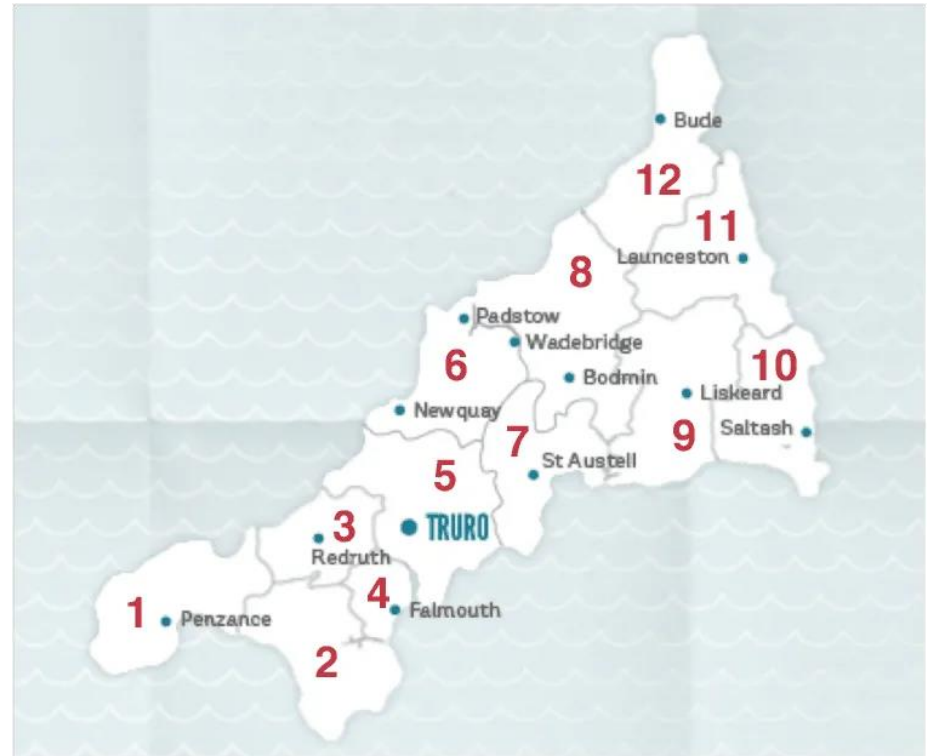 Bude
12
11
Launceston
8
Padstow
Wadebridge
6
10
Bodmin
Liskeard
Newquay
Saltash
7
9
St Austell
5
3
TRURO
Redruth
4
1
Falmouth
Penzance
2